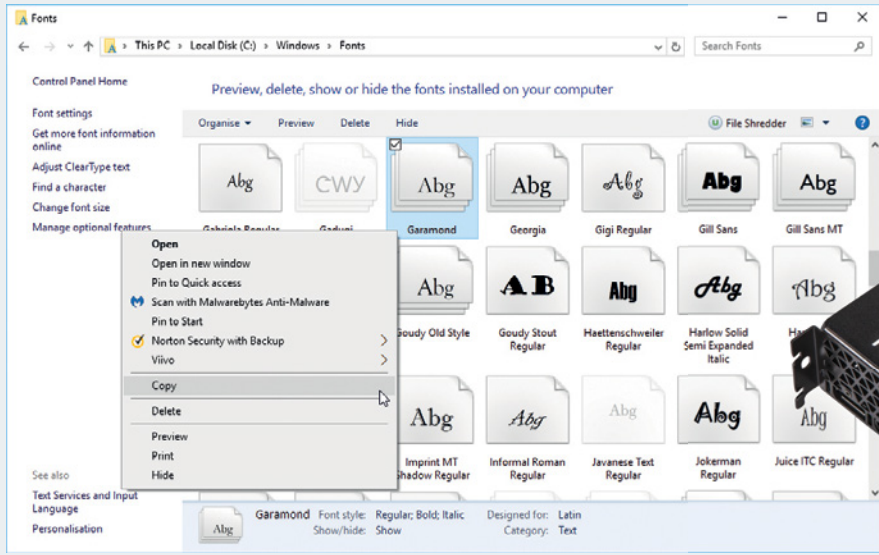 Fonts
This PC › Local Disk (C:) › Windows › Fonts
Search Fonts
Control Panel Home
Font settings
Get more font information
online
Adjust ClearType text
Find a character
Change font size
Manage optional features
Preview, delete, show or hide the fonts installed on your computer
Organise Preview Delete Hide
File Shredder
Abg CWY Abg Abg Abg Abg Abg
Gabriola Regular Gadugi Garamond Georgia Gigi Regular Gill Sans Gill Sans MT
Open
Open in new window
Pin to Quick access
Scan with Malwarebytes Anti-Malware
Pin to Start
Norton Security with Backup
Viivo
Copy
Delete
Preview
Print
Hide
Abg AB Abg Abg Abg
Goudy Old Style Goudy Stout Haettenschweiler Harlow Solid
Regular Regular Semi Expanded
Italic
Abg Abg Abg Abg Abg
Imprint MT Informal Roman Javanese Text Jokerman Juice ITC Regular
Shadow Regular Regular Regular Regular
See also
Text Services and Input
Language
Personalisation
Abg
Garamond Font style: Regular; Bold; Italic Designed for: Latin
Show/hide: Show Category: Text